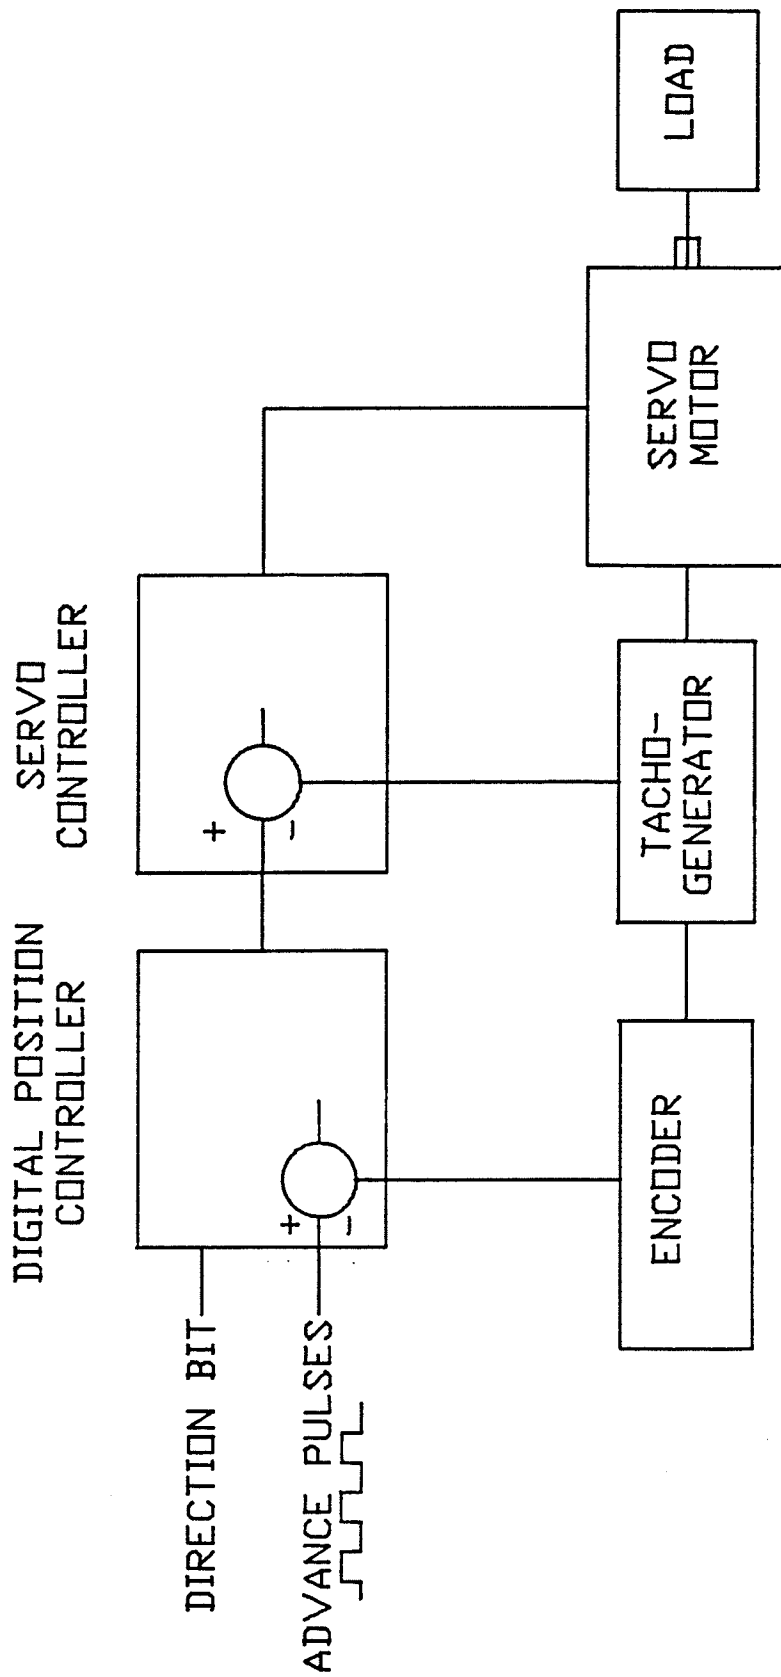 DIGITAL POSITION
CONTROLLER
SERVO
CONTROLLER
DIRECTION BIT
+
-
+
-
ADVANCE PULSES
ENCODER
TACHO-
GENERATOR
SERVO
MOTOR
LOAD